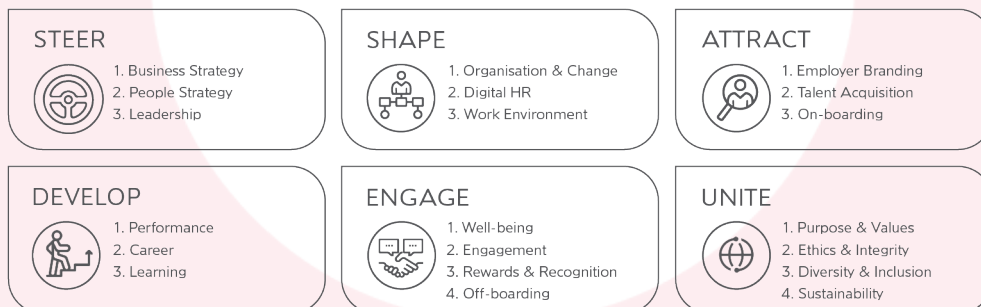 STEER
1. Business Strategy
2. People Strategy
3. Leadership
SHAPE
1. Organisation & Change
2. Digital HR
3. Work Environment
ATTRACT
1. Employer Branding
2. Talent Acquisition
3. On-boarding
DEVELOP
1. Performance
2. Career
3. Learning
ENGAGE
1. Well-being
2. Engagement
3. Rewards & Recognition
4. Off-boarding
UNITE
1. Purpose & Values
2. Ethics & Integrity
3. Diversity & Inclusion
4. Sustainability